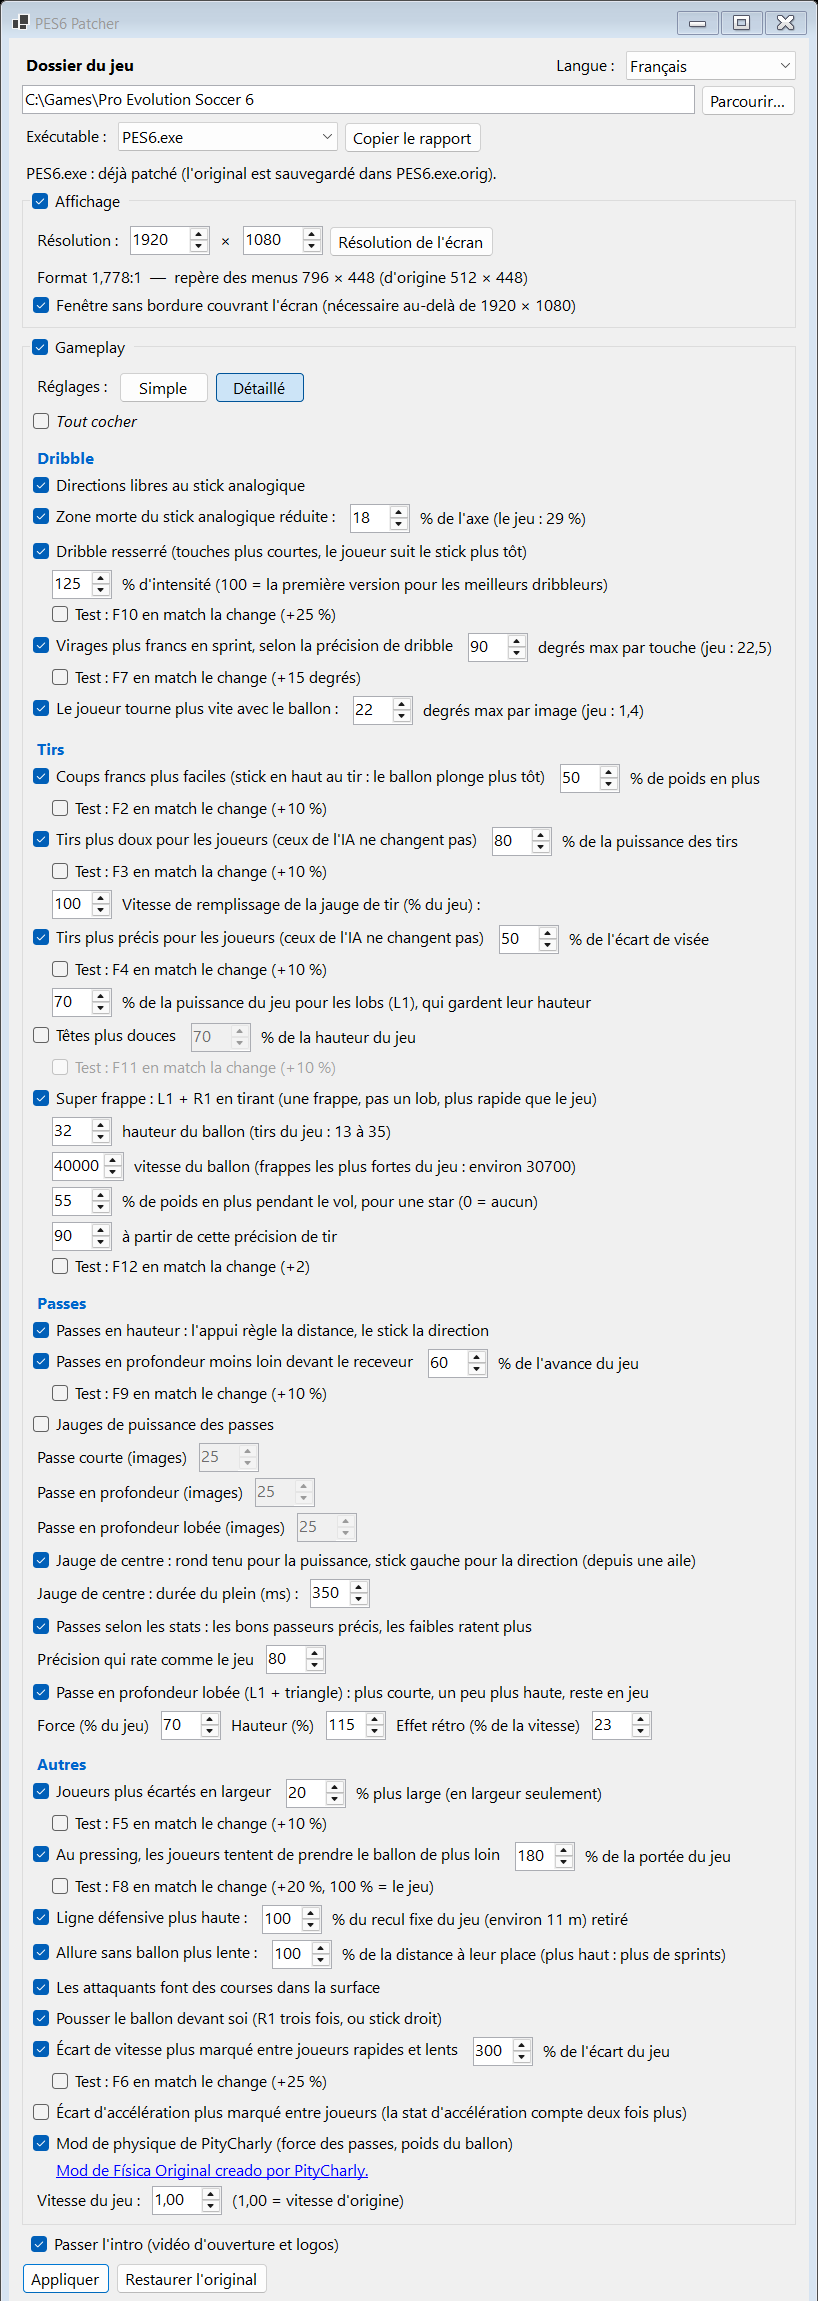 PES6 Patcher
Dossier du jeu Langue : Français
C:\Games\Pro Evolution Soccer 6 Parcourir...
Exécutable : PES6.exe Copier le rapport
PES6.exe : déjà patché (l'original est sauvegardé dans PES6.exe.orig).
Affichage
Résolution : 1920 × 1080 Résolution de l'écran
Format 1,778:1 — repère des menus 796 × 448 (d'origine 512 × 448)
Fenêtre sans bordure couvrant l'écran (nécessaire au-delà de 1920 × 1080)
Gameplay
Réglages : Simple Détaillé
Tout cocher
Dribble
Directions libres au stick analogique
Zone morte du stick analogique réduite : 18 % de l'axe (le jeu : 29 %)
Dribble resserré (touches plus courtes, le joueur suit le stick plus tôt)
125 % d'intensité (100 = la première version pour les meilleurs dribbleurs)
Test : F10 en match la change (+25 %)
Virages plus francs en sprint, selon la précision de dribble 90 degrés max par touche (jeu : 22,5)
Test : F7 en match le change (+15 degrés)
Le joueur tourne plus vite avec le ballon : 22 degrés max par image (jeu : 1,4)
Tirs
Coups francs plus faciles (stick en haut au tir : le ballon plonge plus tôt) 50 % de poids en plus
Test : F2 en match le change (+10 %)
Tirs plus doux pour les joueurs (ceux de l'IA ne changent pas) 80 % de la puissance des tirs
Test : F3 en match le change (+10 %)
100 Vitesse de remplissage de la jauge de tir (% du jeu) :
Tirs plus précis pour les joueurs (ceux de l'IA ne changent pas) 50 % de l'écart de visée
Test : F4 en match le change (+10 %)
70 % de la puissance du jeu pour les lobs (L1), qui gardent leur hauteur
Têtes plus douces 70 % de la hauteur du jeu
Test : F11 en match la change (+10 %)
Super frappe : L1 + R1 en tirant (une frappe, pas un lob, plus rapide que le jeu)
32 hauteur du ballon (tirs du jeu : 13 à 35)
40000 vitesse du ballon (frappes les plus fortes du jeu : environ 30700)
55 % de poids en plus pendant le vol, pour une star (0 = aucun)
90 à partir de cette précision de tir
Test : F12 en match la change (+2)
Passes
Passes en hauteur : l'appui règle la distance, le stick la direction
Passes en profondeur moins loin devant le receveur 60 % de l'avance du jeu
Test : F9 en match le change (+10 %)
Jauges de puissance des passes
Passe courte (images) 25
Passe en profondeur (images) 25
Passe en profondeur lobée (images) 25
Jauge de centre : rond tenu pour la puissance, stick gauche pour la direction (depuis une aile)
Jauge de centre : durée du plein (ms) : 350
Passes selon les stats : les bons passeurs précis, les faibles ratent plus
Précision qui rate comme le jeu 80
Passe en profondeur lobée (L1 + triangle) : plus courte, un peu plus haute, reste en jeu
Force (% du jeu) 70 Hauteur (%) 115 Effet rétro (% de la vitesse) 23
Autres
Joueurs plus écartés en largeur 20 % plus large (en largeur seulement)
Test : F5 en match le change (+10 %)
Au pressing, les joueurs tentent de prendre le ballon de plus loin 180 % de la portée du jeu
Test : F8 en match le change (+20 %, 100 % = le jeu)
Ligne défensive plus haute : 100 % du recul fixe du jeu (environ 11 m) retiré
Allure sans ballon plus lente : 100 % de la distance à leur place (plus haut : plus de sprints)
Les attaquants font des courses dans la surface
Pousser le ballon devant soi (R1 trois fois, ou stick droit)
Écart de vitesse plus marqué entre joueurs rapides et lents 300 % de l'écart du jeu
Test : F6 en match le change (+25 %)
Écart d'accélération plus marqué entre joueurs (la stat d'accélération compte deux fois plus)
Mod de physique de PityCharly (force des passes, poids du ballon)
Mod de Física Original creado por PityCharly.
Vitesse du jeu : 1,00 (1,00 = vitesse d'origine)
Passer l'intro (vidéo d'ouverture et logos)
Appliquer Restaurer l'original